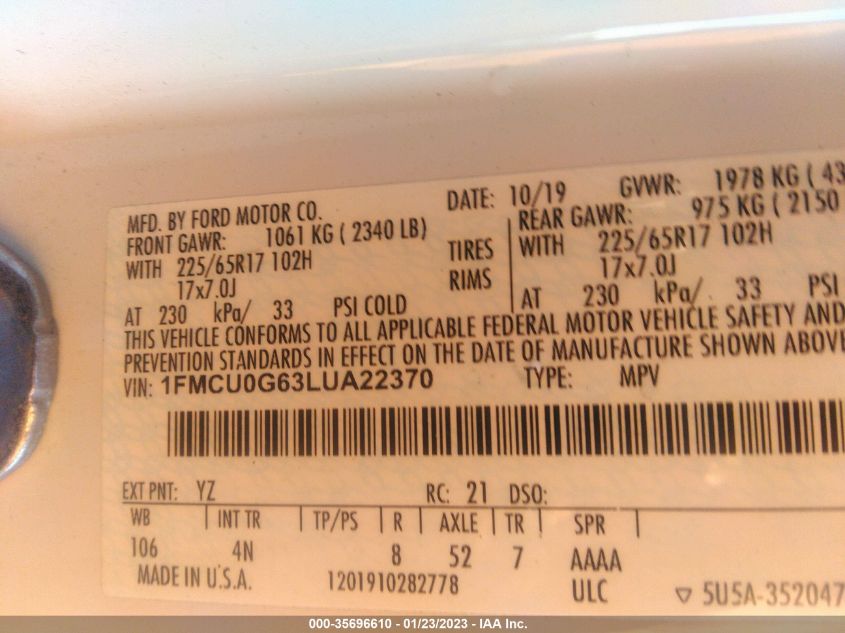 MFD. BY FORD MOTOR CO. DATE: 10/19 GVWR: 1978 KG ( 43
FRONT GAWR: 1061 KG ( 2340 LB) REAR GAWR: 975 KG ( 2150
WITH 225/65R17 102H TIRES WITH 225/65R17 102H
17x7.0J RIMS 17x7.0J
AT 230 kPa/ 33 PSI COLD AT 230 kPa/ 33 PSI
THIS VEHICLE CONFORMS TO ALL APPLICABLE FEDERAL MOTOR VEHICLE SAFETY AND
PREVENTION STANDARDS IN EFFECT ON THE DATE OF MANUFACTURE SHOWN ABOVE
VIN: 1FMCU0G63LUA22370 TYPE: MPV
EXT PNT: YZ RC: 21 DSO:
WB INT TR TP/PS R AXLE TR SPR
106 4N 8 52 7 AAAA
MADE IN U.S.A. 1201910282778 ULC ▽ 5U5A-352047
000-35696610 / 01/23/2023 - IAA Inc.